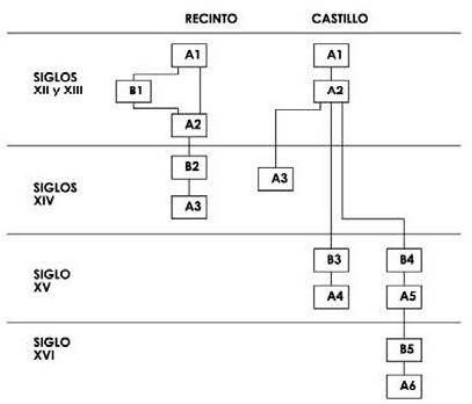 RECINTO CASTILLO
A1 A1
SIGLOS
XII y XIII
B1 A2
A2
B2
A3
SIGLOS
XIV
A3
B3 B4
SIGLO
XV
A4 A5
SIGLO
XVI
B5
A6